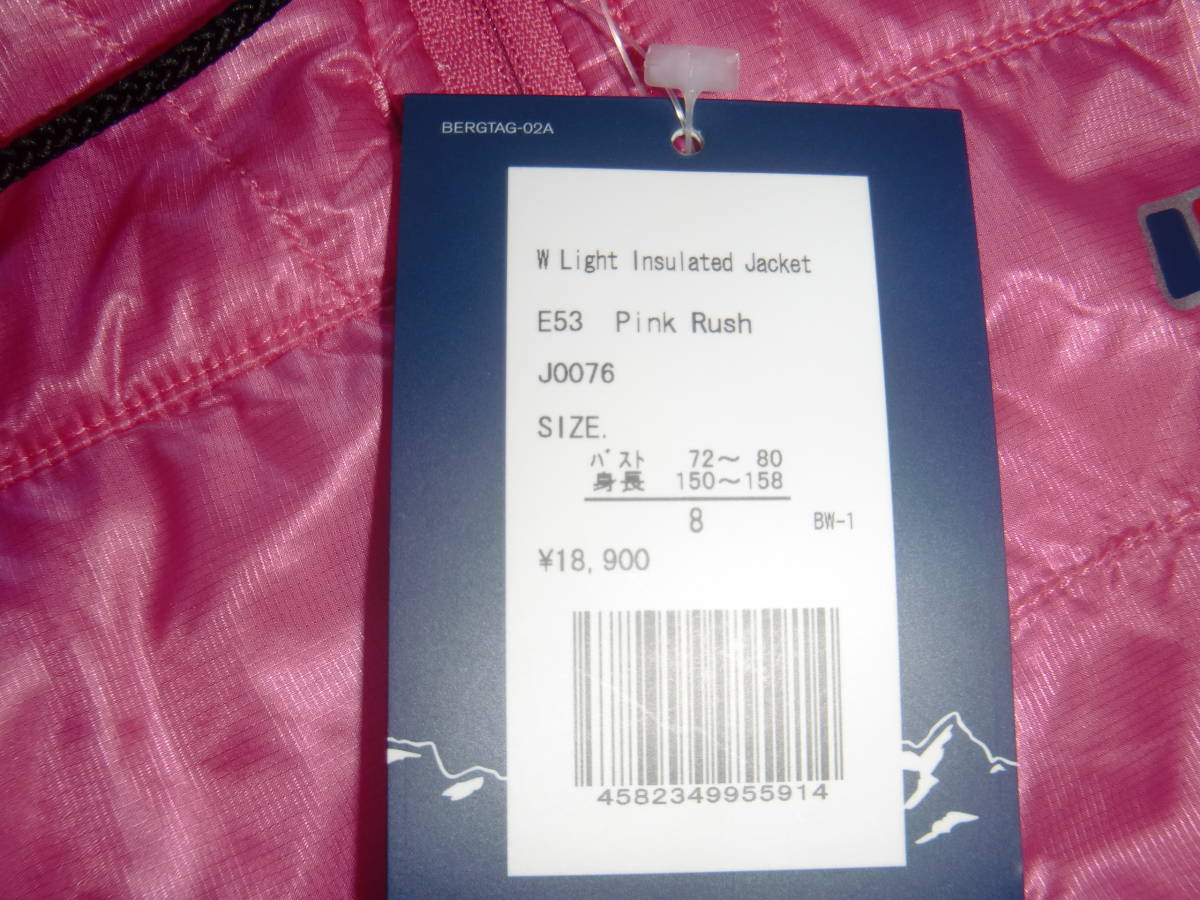 BERGTAG-02A
W Light Insulated Jacket
E53 Pink Rush
J0076
SIZE.
バスト 72～ 80
身長 150～158
8 BW-1
¥18,900
4582349955914